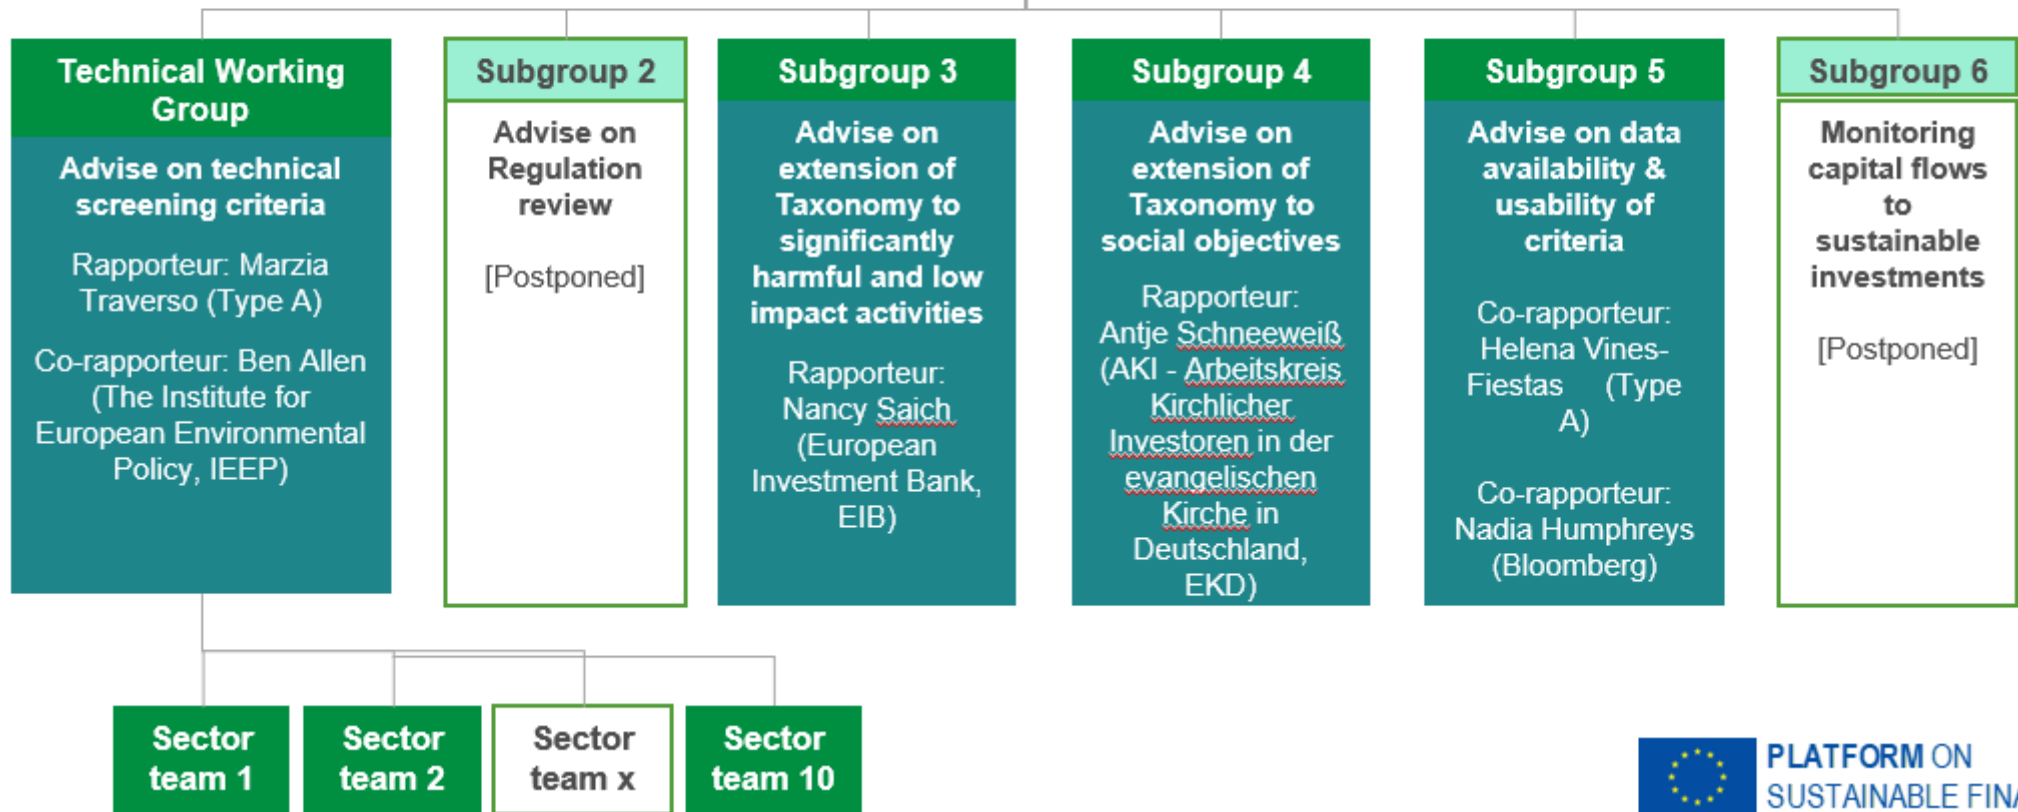 Technical Working
Group
Advise on technical
screening criteria
Rapporteur: Marzia
Traverso (Type A)
Co-rapporteur: Ben Allen
(The Institute for
European Environmental
Policy, IEEP)
Subgroup 2
Advise on
Regulation
review
[Postponed]
Subgroup 3
Advise on
extension of
Taxonomy to
significantly
harmful and low
impact activities
Rapporteur:
Nancy Saich
(European
Investment Bank,
EIB)
Subgroup 4
Advise on
extension of
Taxonomy to
social objectives
Rapporteur:
Antje Schneeweiß
(AKI - Arbeitskreis
Kirchlicher
Investoren in der
evangelischen
Kirche in
Deutschland,
EKD)
Subgroup 5
Advise on data
availability &
usability of
criteria
Co-rapporteur:
Helena Vines-
Fiestas (Type
A)
Co-rapporteur:
Nadia Humphreys
(Bloomberg)
Subgroup 6
Monitoring
capital flows
to
sustainable
investments
[Postponed]
Sector
team 1
Sector
team 2
Sector
team x
Sector
team 10
PLATFORM ON
SUSTAINABLE FINA